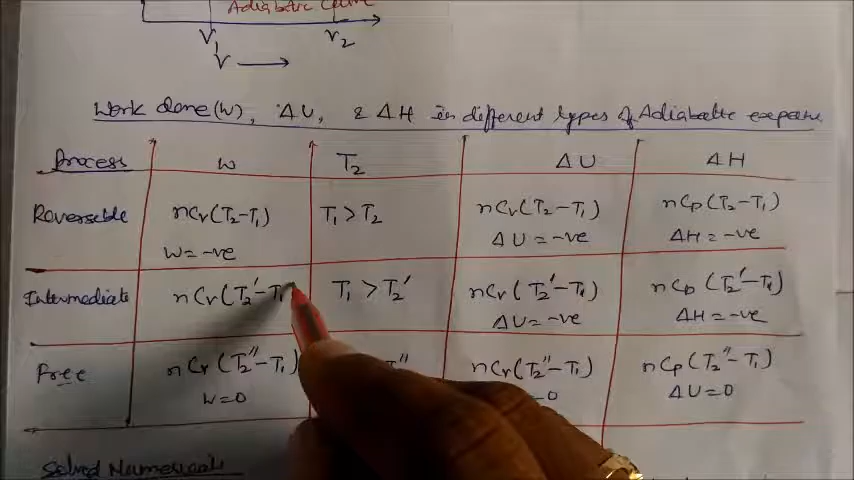 Adiabatic Curve
V1 V2
V
Work done (W), ΔU, & ΔH in different types of Adiabatic
Process W T2 ΔU ΔH
Reversible nCv(T2-T1) T1 > T2 nCv(T2-T1) nCp(T2-T1)
W = -ve ΔU = -ve ΔH = -ve
Intermediate nCv(T2'-T1 T1 > T2' nCv(T2'-T1) nCp(T2'-T1)
ΔU = -ve ΔH = -ve
Free nCv(T2"-T1) " nCv(T2"-T1) nCp(T2"-T1)
W = 0 =0 ΔU = 0
Solved Numericals